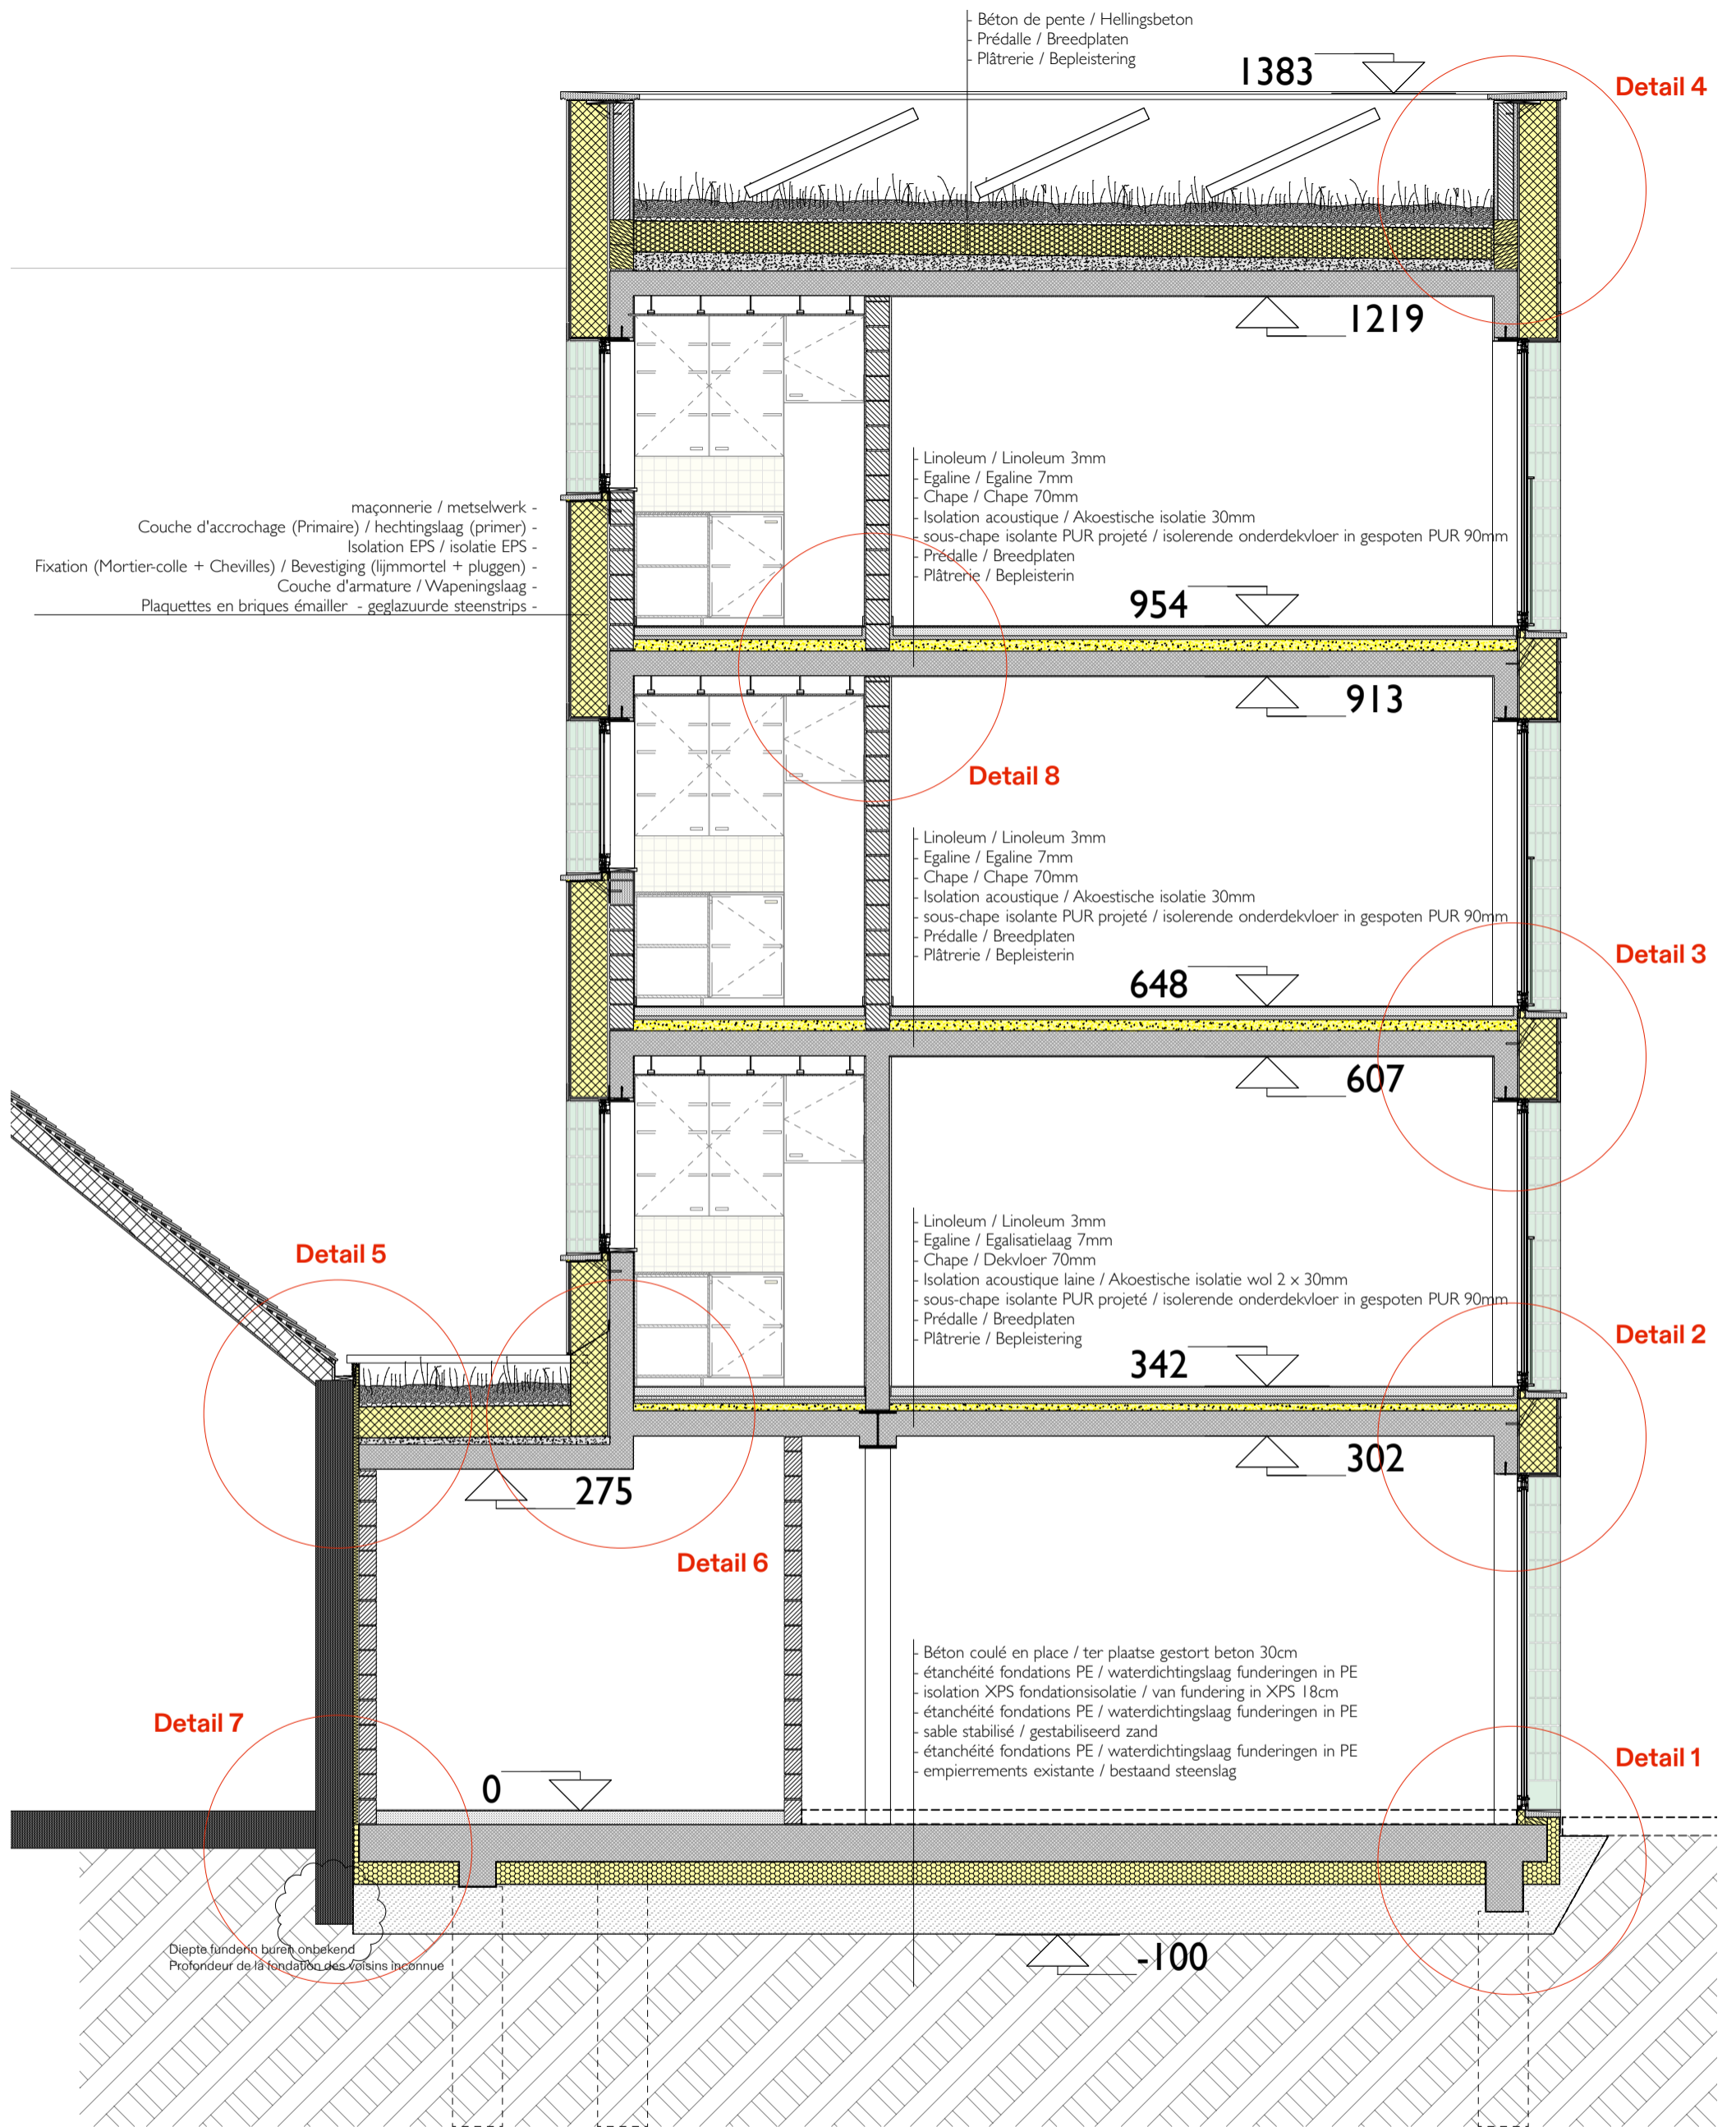 - Béton de pente / Hellingsbeton
- Prédalle / Breedplaten
- Plâtrerie / Bepleistering
1383
Detail 4
1219
- Linoleum / Linoleum 3mm
- Egaline / Egaline 7mm
- Chape / Chape 70mm
- Isolation acoustique / Akoestische isolatie 30mm
- sous-chape isolante PUR projeté / isolerende onderdekvloer in gespoten PUR 90mm
- Prédalle / Breedplaten
- Plâtrerie / Bepleisterin
maçonnerie / metselwerk -
Couche d'accrochage (Primaire) / hechtingslaag (primer) -
Isolation EPS / isolatie EPS -
Fixation (Mortier-colle + Chevilles) / Bevestiging (lijmmortel + pluggen) -
Couche d'armature / Wapeningslaag -
Plaquettes en briques émailler - geglazuurde steenstrips -
954
913
Detail 8
- Linoleum / Linoleum 3mm
- Egaline / Egaline 7mm
- Chape / Chape 70mm
- Isolation acoustique / Akoestische isolatie 30mm
- sous-chape isolante PUR projeté / isolerende onderdekvloer in gespoten PUR 90mm
- Prédalle / Breedplaten
- Plâtrerie / Bepleisterin
Detail 3
648
607
- Linoleum / Linoleum 3mm
- Egaline / Egalisatielaag 7mm
- Chape / Dekvloer 70mm
- Isolation acoustique laine / Akoestische isolatie wol 2 x 30mm
- sous-chape isolante PUR projeté / isolerende onderdekvloer in gespoten PUR 90mm
- Prédalle / Breedplaten
- Plâtrerie / Bepleistering
Detail 5
Detail 2
342
302
275
Detail 6
- Béton coulé en place / ter plaatse gestort beton 30cm
- étanchéité fondations PE / waterdichtingslaag funderingen in PE
- isolation XPS fondationsisolatie / van fundering in XPS 18cm
- étanchéité fondations PE / waterdichtingslaag funderingen in PE
- sable stabilisé / gestabiliseerd zand
- étanchéité fondations PE / waterdichtingslaag funderingen in PE
- empierrements existante / bestaand steenslag
Detail 7
Detail 1
0
Diepte funderin buren onbekend
Profondeur de la fondation des voisins inconnue
-100